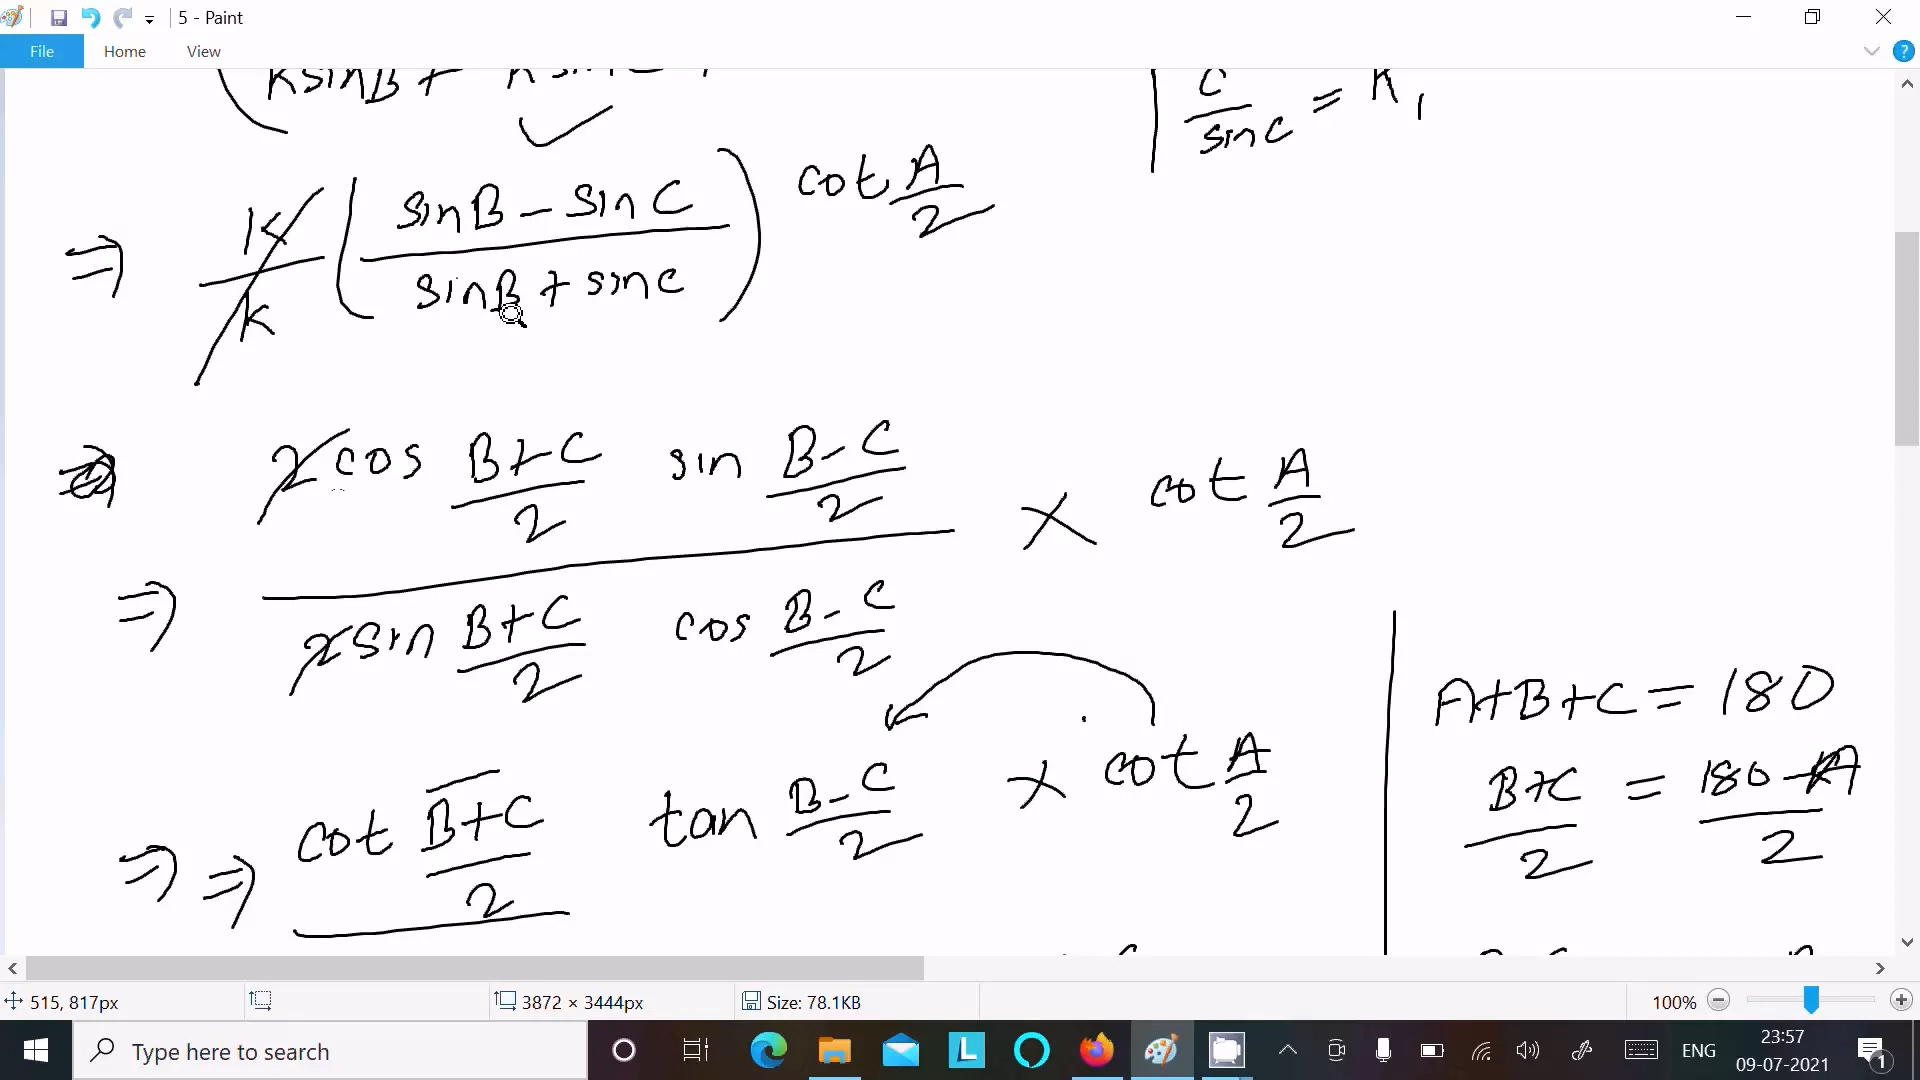 5 - Paint
File Home View
C/sinC = K,
⇒ K/K ( (sinB - sinC)/(sinB + sinC) ) cot A/2
⇒ (2cos (B+C)/2 sin (B-C)/2)/(2sin (B+C)/2 cos (B-C)/2) × cot A/2
⇒ ⇒ cot (B+C)/2 tan (B-C)/2 × cot A/2
A+B+C = 180
(B+C)/2 = (180-A)/2
515, 817px 3872 × 3444px Size: 78.1KB 100%
Type here to search
L
ENG
23:57
09-07-2021
1